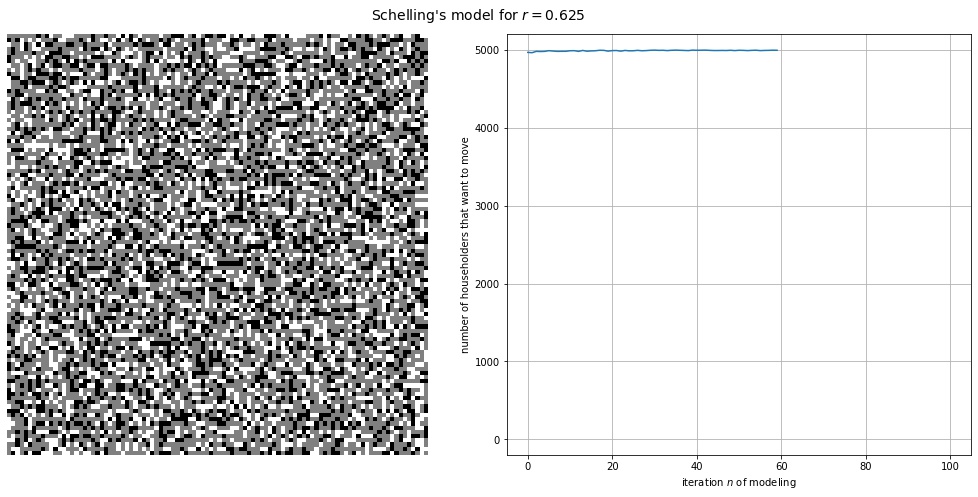 Schelling's model for r = 0.625
number of householders that want to move
5000
4000
3000
2000
1000
0
0 20 40 60 80 100
iteration n of modeling